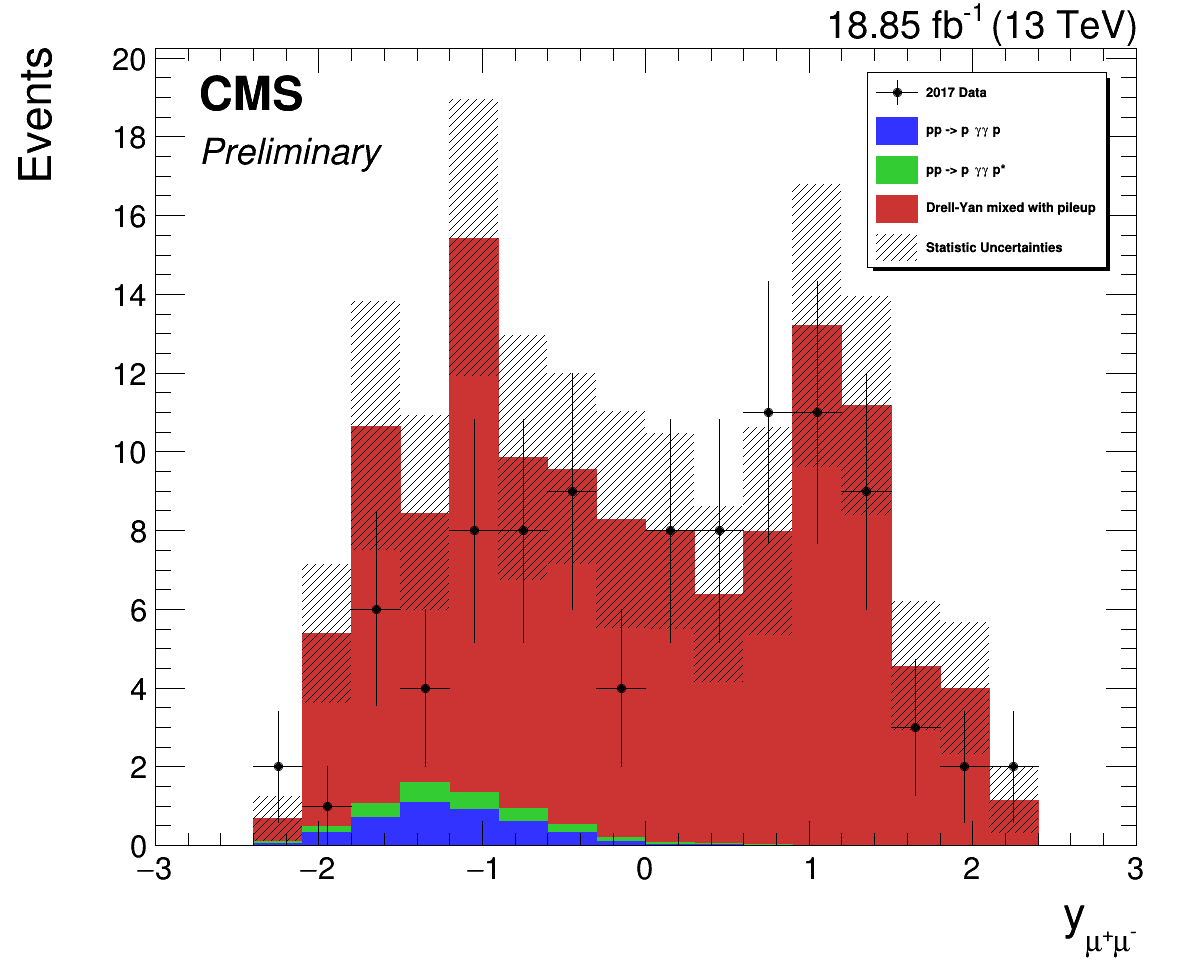 18.85 fb⁻¹ (13 TeV)
Events
CMS
Preliminary
2017 Data
pp -> p γγ p
pp -> p γγ p*
Drell-Yan mixed with pileup
Statistic Uncertainties
20
18
16
14
12
10
8
6
4
2
0
−3 −2 −1 0 1 2 3
y μ⁺μ⁻